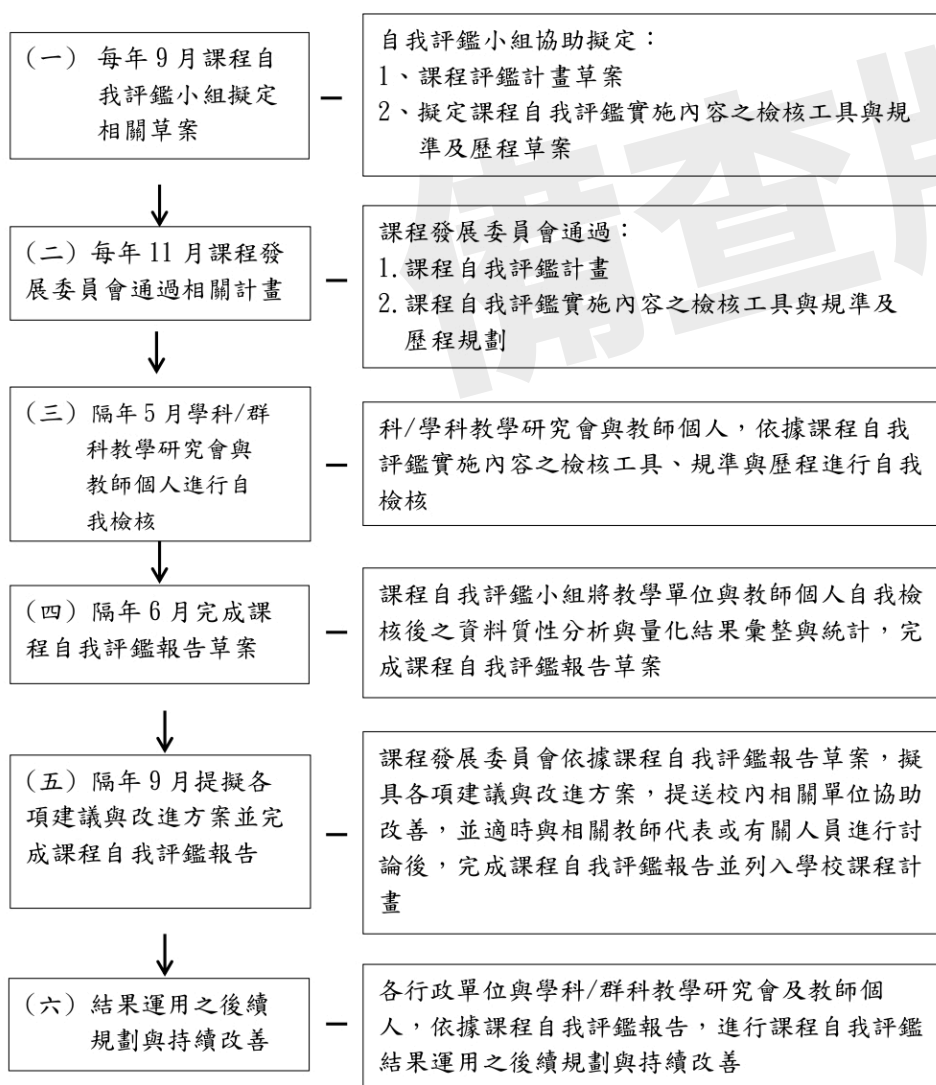 (一) 每年 9 月課程自
我評鑑小組擬定
相關草案
自我評鑑小組協助擬定：
1、課程評鑑計畫草案
2、擬定課程自我評鑑實施內容之檢核工具與規
準及歷程草案
(二) 每年 11 月課程發
展委員會通過相關計畫
課程發展委員會通過：
1.課程自我評鑑計畫
2.課程自我評鑑實施內容之檢核工具與規準及
歷程規劃
(三) 隔年 5 月學科/群
科教學研究會與
教師個人進行自
我檢核
科/學科教學研究會與教師個人，依據課程自我
評鑑實施內容之檢核工具、規準與歷程進行自我
檢核
(四) 隔年 6 月完成課
程自我評鑑報告草案
課程自我評鑑小組將教學單位與教師個人自我檢
核後之資料質性分析與量化結果彙整與統計，完
成課程自我評鑑報告草案
(五) 隔年 9 月提擬各
項建議與改進方案並完
成課程自我評鑑報告
課程發展委員會依據課程自我評鑑報告草案，擬
具各項建議與改進方案，提送校內相關單位協助
改善，並適時與相關教師代表或有關人員進行討
論後，完成課程自我評鑑報告並列入學校課程計
畫
(六) 結果運用之後續
規劃與持續改善
各行政單位與學科/群科教學研究會及教師個
人，依據課程自我評鑑報告，進行課程自我評鑑
結果運用之後續規劃與持續改善
備查版